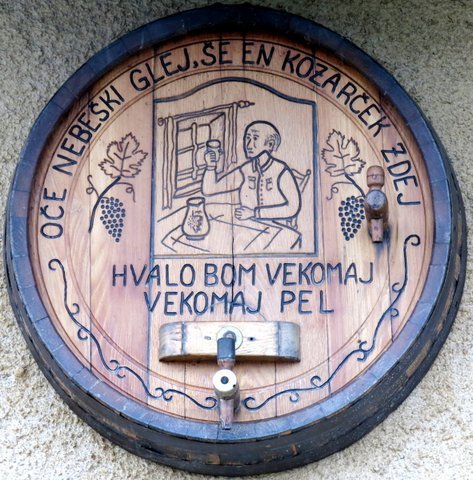 OČE NEBEŠKI GLEJ, ŠE EN KOZARČEK ZDEJ
HVALO BOM VEKOMAJ
VEKOMAJ PEL